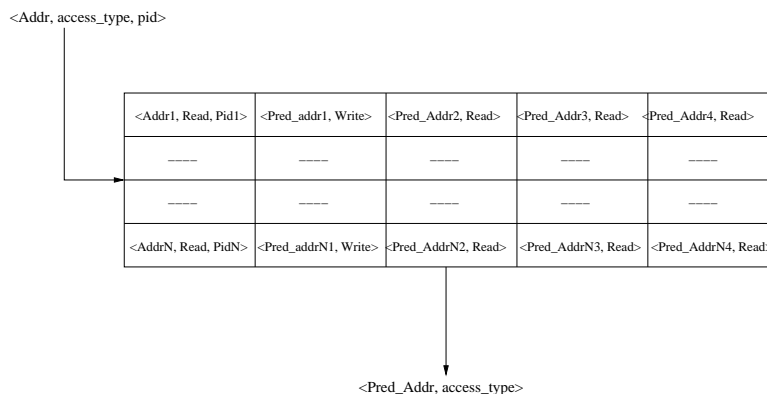 <Addr, access_type, pid>
<Addr1, Read, Pid1> <Pred_addr1, Write> <Pred_Addr2, Read> <Pred_Addr3, Read> <Pred_Addr4, Read>
---- ---- ---- ---- ----
---- ---- ---- ---- ----
<AddrN, Read, PidN> <Pred_addrN1, Write> <Pred_AddrN2, Read> <Pred_AddrN3, Read> <Pred_AddrN4, Read>
<Pred_Addr, access_type>